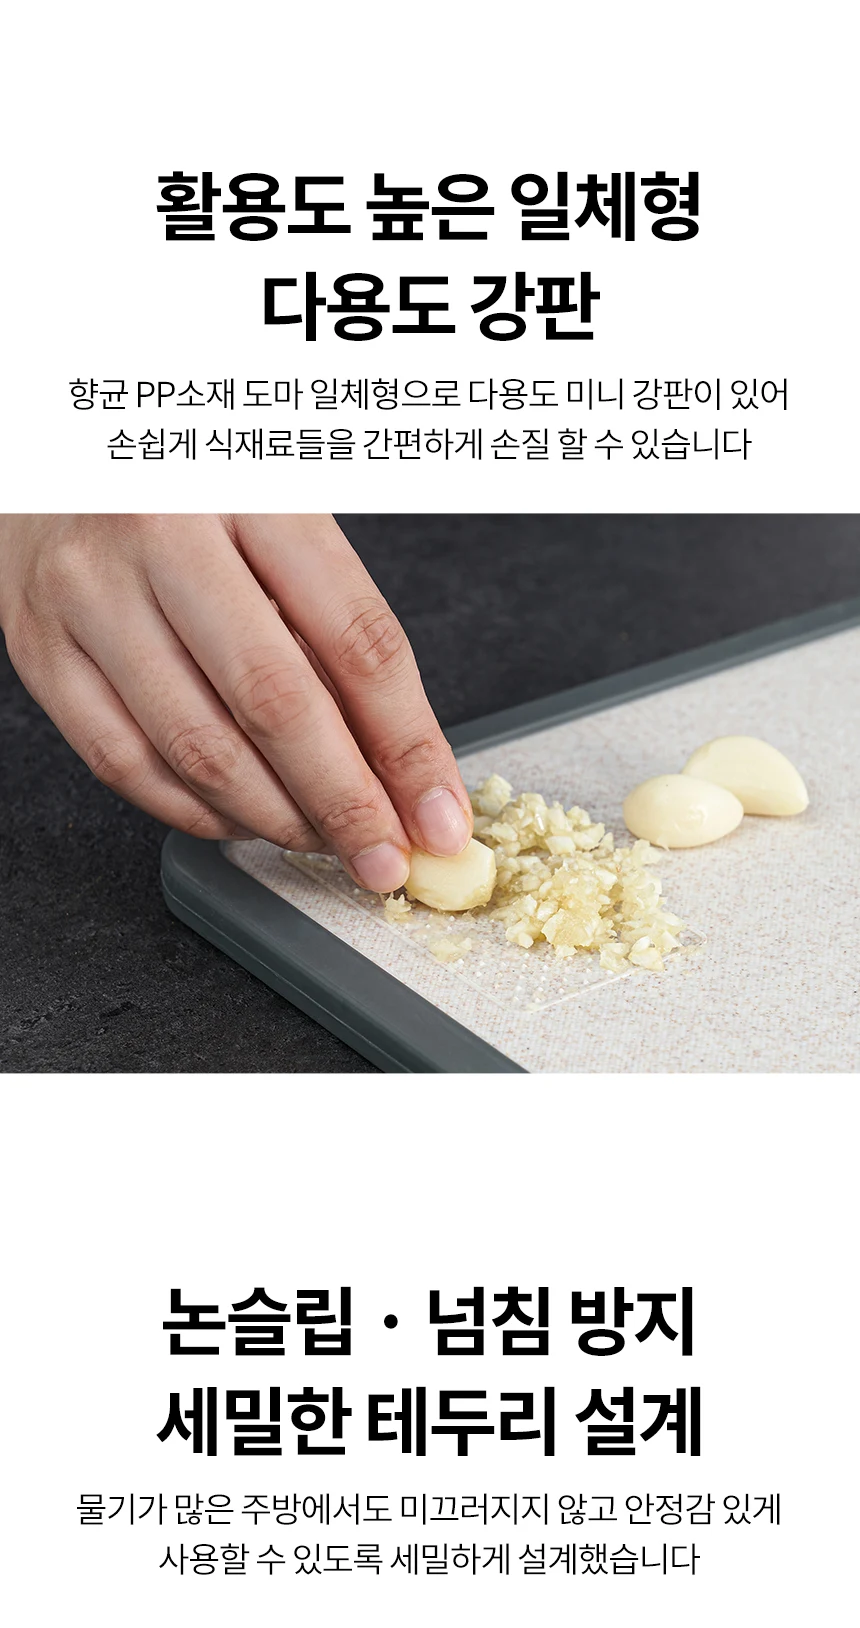 활용도 높은 일체형
다용도 강판
향균 PP소재 도마 일체형으로 다용도 미니 강판이 있어
손쉽게 식재료들을 간편하게 손질 할 수 있습니다
논슬립 · 넘침 방지
세밀한 테두리 설계
물기가 많은 주방에서도 미끄러지지 않고 안정감 있게
사용할 수 있도록 세밀하게 설계했습니다